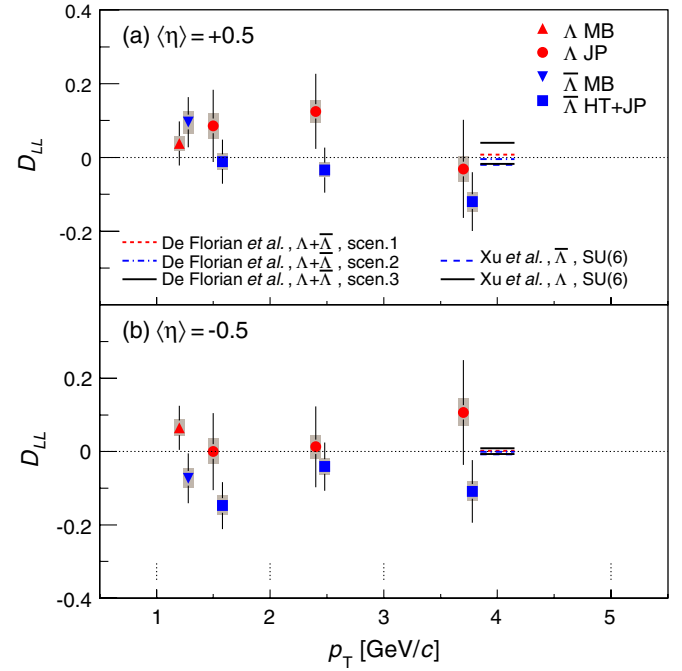 (a) ⟨η⟩ = +0.5
Λ MB
Λ JP
Λ̅ MB
Λ̅ HT+JP
D_LL
0.2
0.1
0
-0.2
De Florian et al. , Λ+Λ̅ , scen.1
De Florian et al. , Λ+Λ̅ , scen.2
De Florian et al. , Λ+Λ̅ , scen.3
Xu et al. , Λ̅ , SU(6)
Xu et al. , Λ , SU(6)
(b) ⟨η⟩ = -0.5
D_LL
0.2
0
-0.2
-0.4
1 2 3 4 5
p_T [GeV/c]